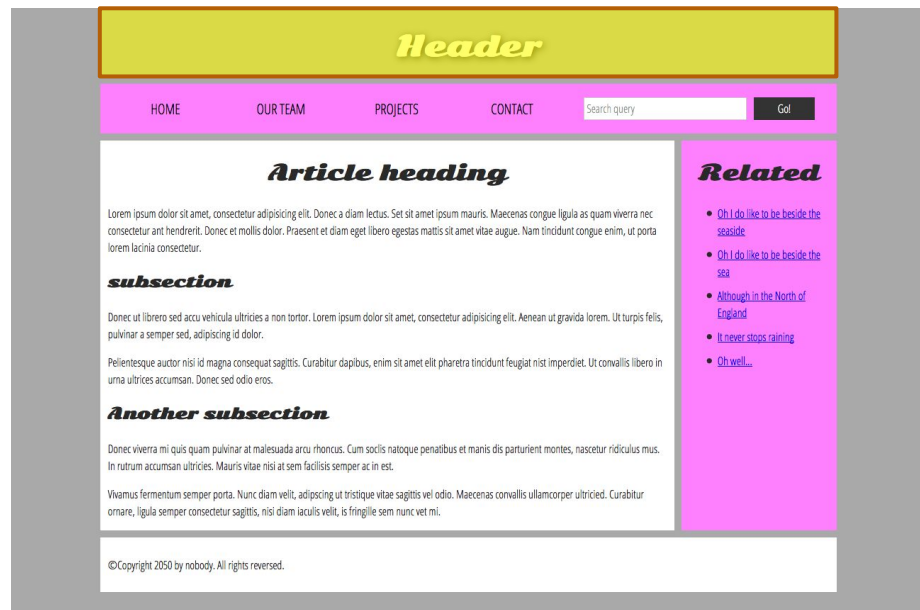 Header
HOME OUR TEAM PROJECTS CONTACT Search query Go!
Article heading
Lorem ipsum dolor sit amet, consectetur adipisicing elit. Donec a diam lectus. Set sit amet ipsum mauris. Maecenas congue ligula as quam viverra nec
consectetur ant hendrerit. Donec et mollis dolor. Praesent et diam eget libero egestas mattis sit amet vitae augue. Nam tincidunt congue enim, ut porta
lorem lacinia consectetur.
subsection
Donec ut librero sed accu vehicula ultricies a non tortor. Lorem ipsum dolor sit amet, consectetur adipisicing elit. Aenean ut gravida lorem. Ut turpis felis,
pulvinar a semper sed, adipiscing id dolor.
Pelientesque auctor nisi id magna consequat sagittis. Curabitur dapibus, enim sit amet elit pharetra tincidunt feugiat nist imperdiet. Ut convallis libero in
urna ultrices accumsan. Donec sed odio eros.
Another subsection
Donec viverra mi quis quam pulvinar at malesuada arcu rhoncus. Cum soclis natoque penatibus et manis dis parturient montes, nascetur ridiculus mus.
In rutrum accumsan ultricies. Mauris vitae nisi at sem facilisis semper ac in est.
Vivamus fermentum semper porta. Nunc diam velit, adipscing ut tristique vitae sagittis vel odio. Maecenas convallis ullamcorper ultricied. Curabitur
ornare, ligula semper consectetur sagittis, nisi diam iaculis velit, is fringille sem nunc vet mi.
Related
Oh I do like to be beside the
seaside
Oh I do like to be beside the
sea
Although in the North of
England
It never stops raining
Oh well...
©Copyright 2050 by nobody. All rights reversed.